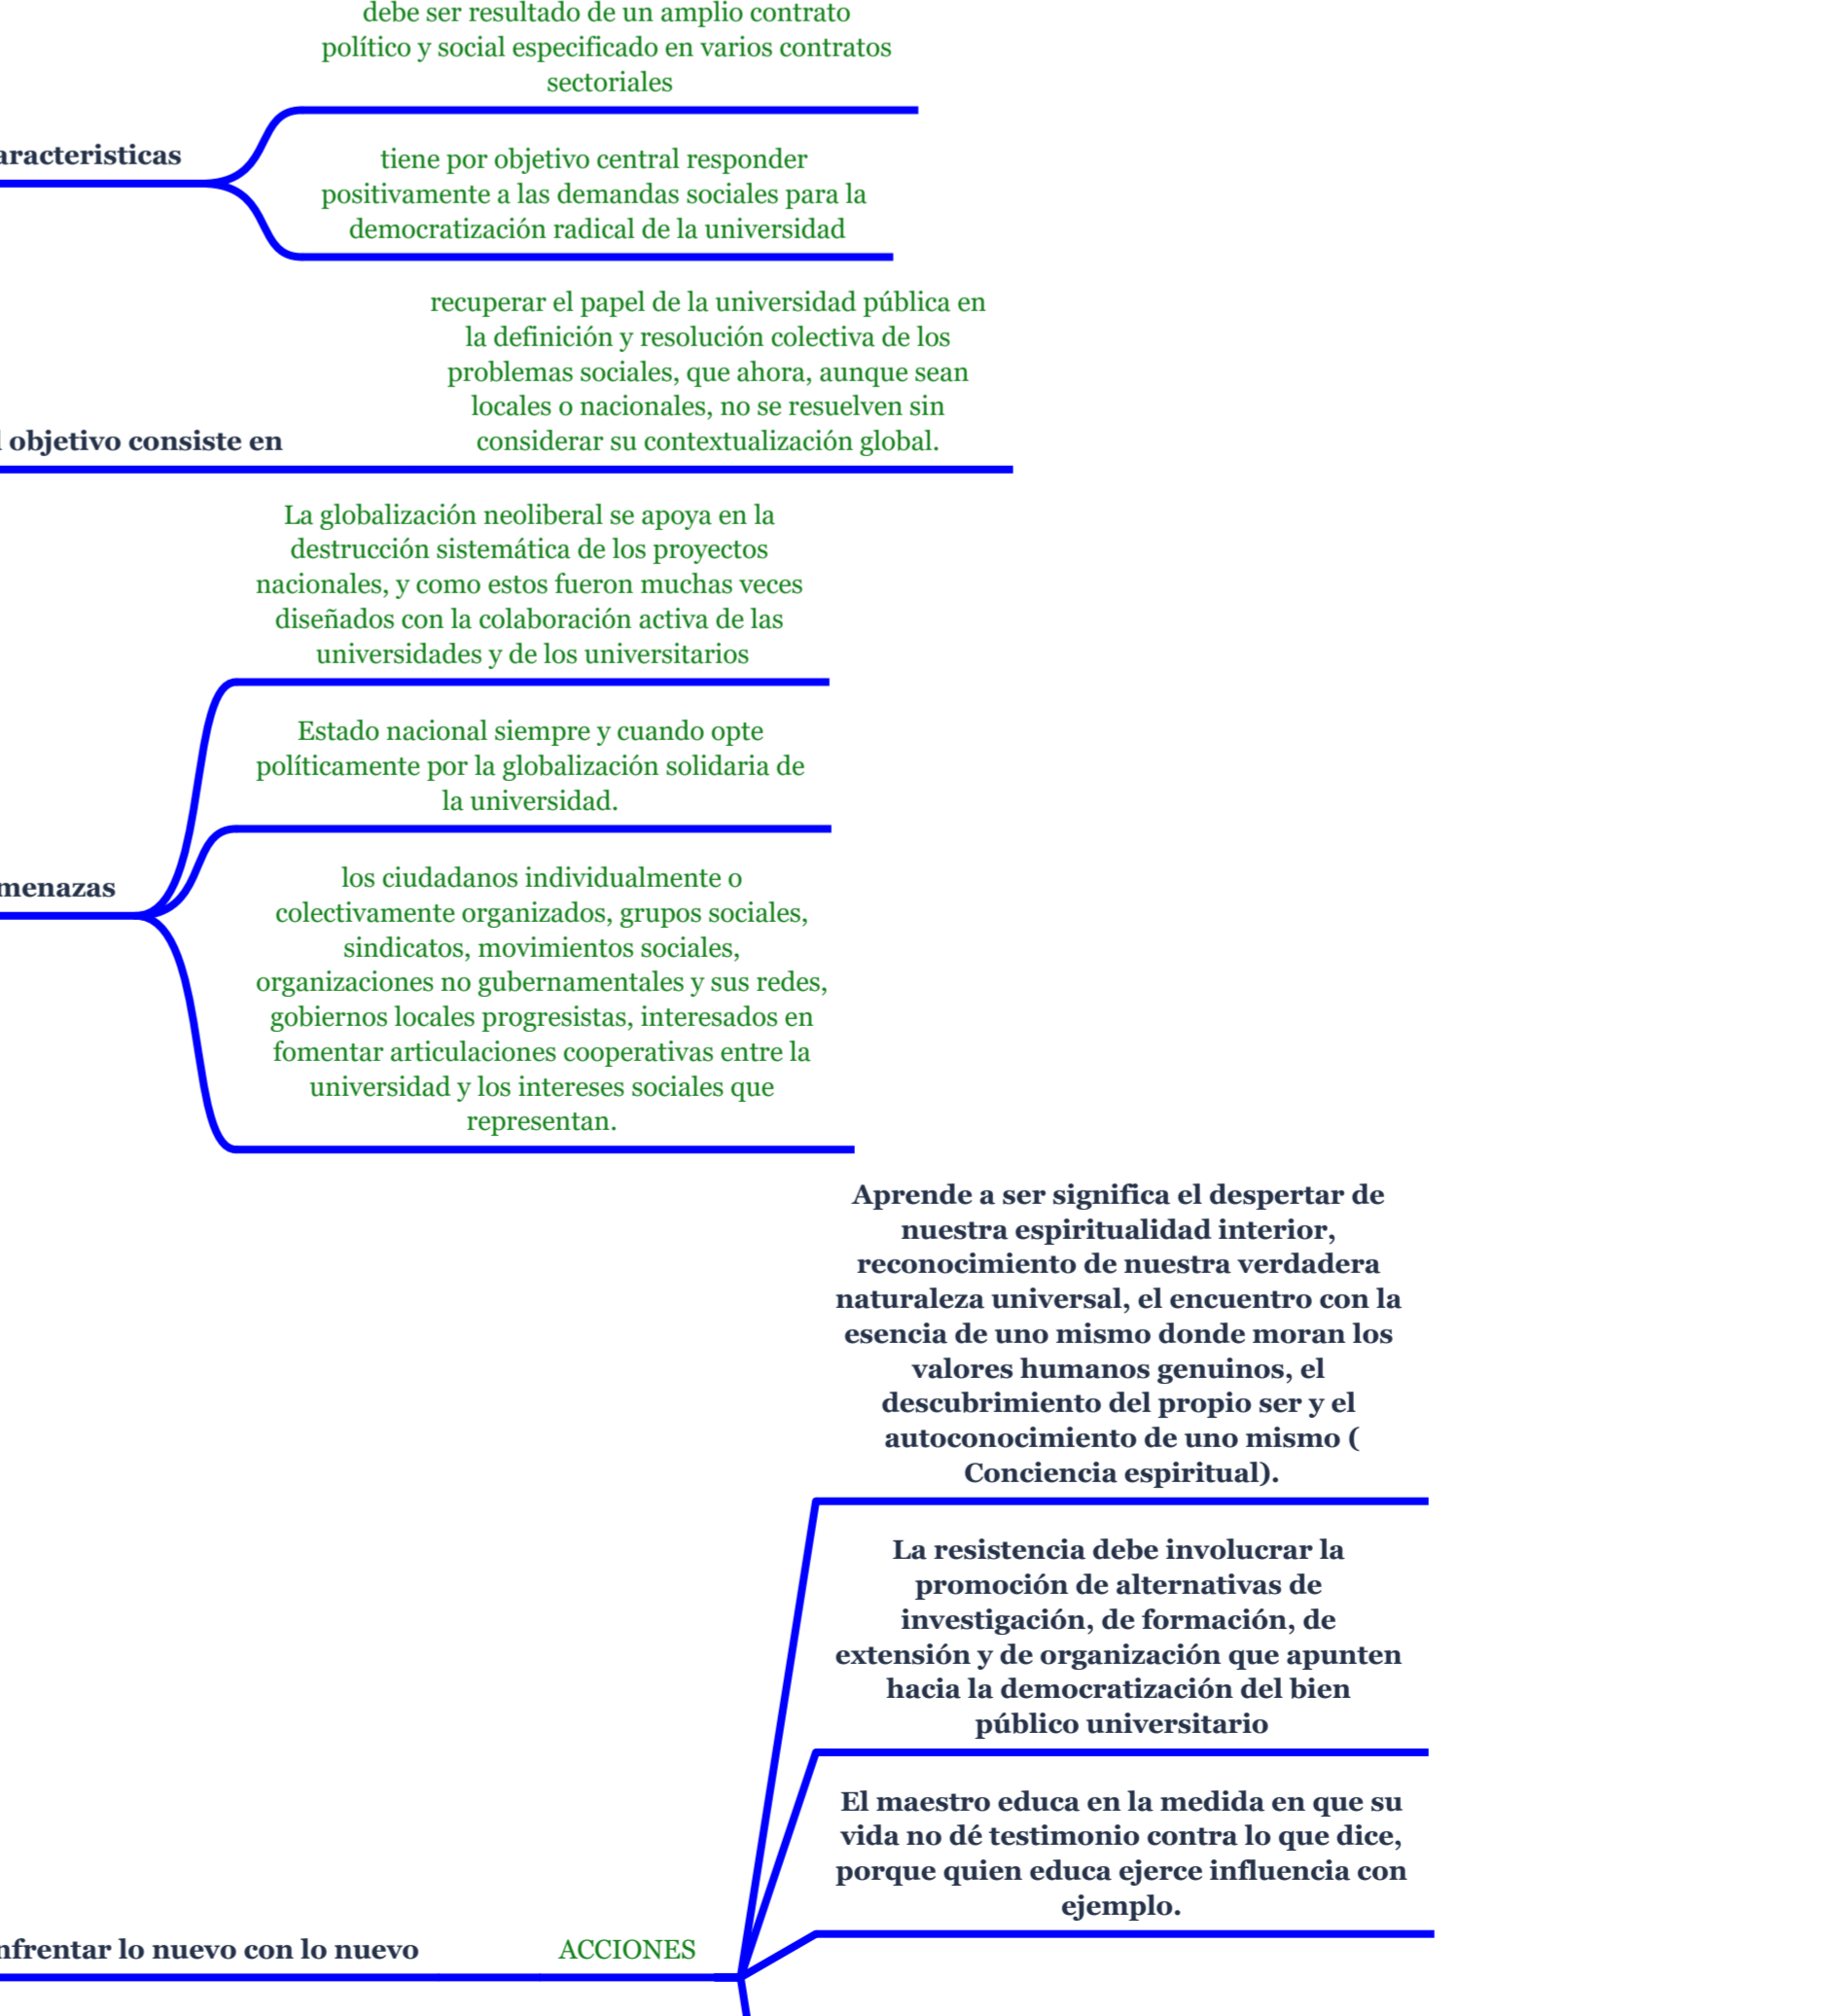 debe ser resultado de un amplio contrato
político y social especificado en varios contratos
sectoriales
aracteristicas
tiene por objetivo central responder
positivamente a las demandas sociales para la
democratización radical de la universidad
recuperar el papel de la universidad pública en
la definición y resolución colectiva de los
problemas sociales, que ahora, aunque sean
locales o nacionales, no se resuelven sin
considerar su contextualización global.
l objetivo consiste en
La globalización neoliberal se apoya en la
destrucción sistemática de los proyectos
nacionales, y como estos fueron muchas veces
diseñados con la colaboración activa de las
universidades y de los universitarios
Estado nacional siempre y cuando opte
políticamente por la globalización solidaria de
la universidad.
menazas
los ciudadanos individualmente o
colectivamente organizados, grupos sociales,
sindicatos, movimientos sociales,
organizaciones no gubernamentales y sus redes,
gobiernos locales progresistas, interesados en
fomentar articulaciones cooperativas entre la
universidad y los intereses sociales que
representan.
Aprende a ser significa el despertar de
nuestra espiritualidad interior,
reconocimiento de nuestra verdadera
naturaleza universal, el encuentro con la
esencia de uno mismo donde moran los
valores humanos genuinos, el
descubrimiento del propio ser y el
autoconocimiento de uno mismo (
Conciencia espiritual).
La resistencia debe involucrar la
promoción de alternativas de
investigación, de formación, de
extensión y de organización que apunten
hacia la democratización del bien
público universitario
El maestro educa en la medida en que su
vida no dé testimonio contra lo que dice,
porque quien educa ejerce influencia con
ejemplo.
nfrentar lo nuevo con lo nuevo
ACCIONES